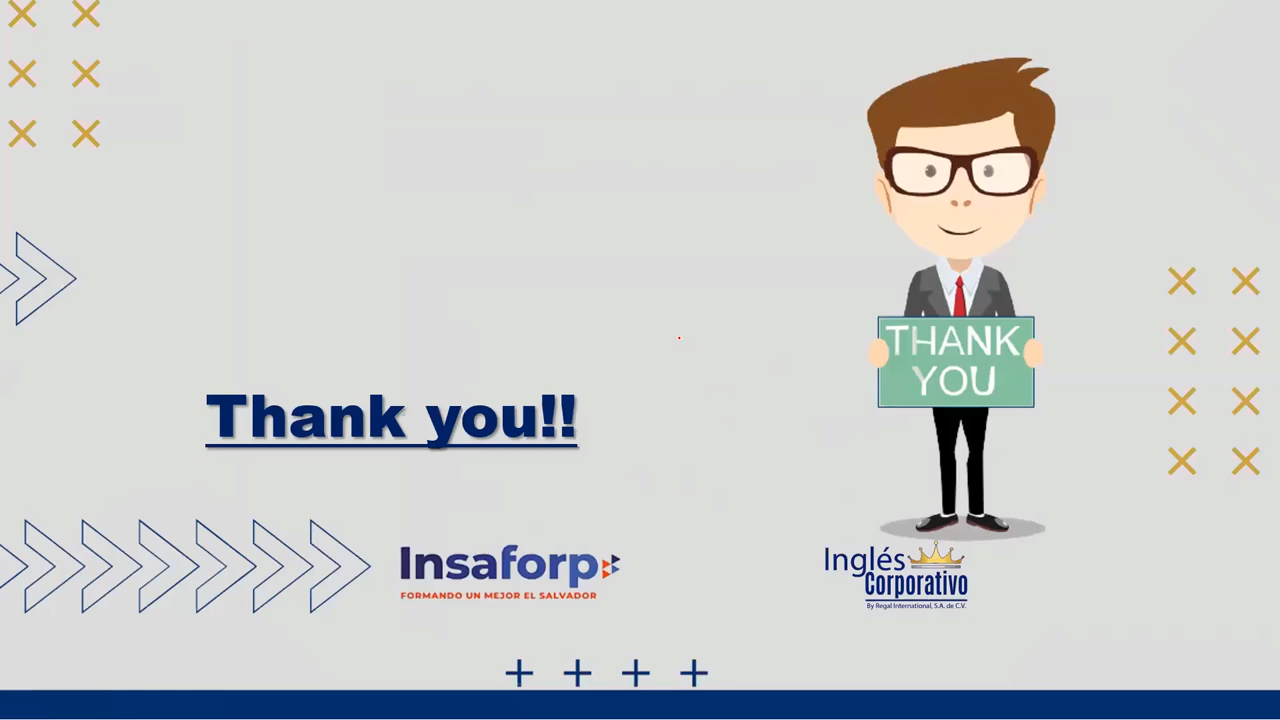 THANK
YOU
Thank you!!
Insaforp
FORMANDO UN MEJOR EL SALVADOR
Inglés
Corporativo
By Regal International, S.A. de C.V.